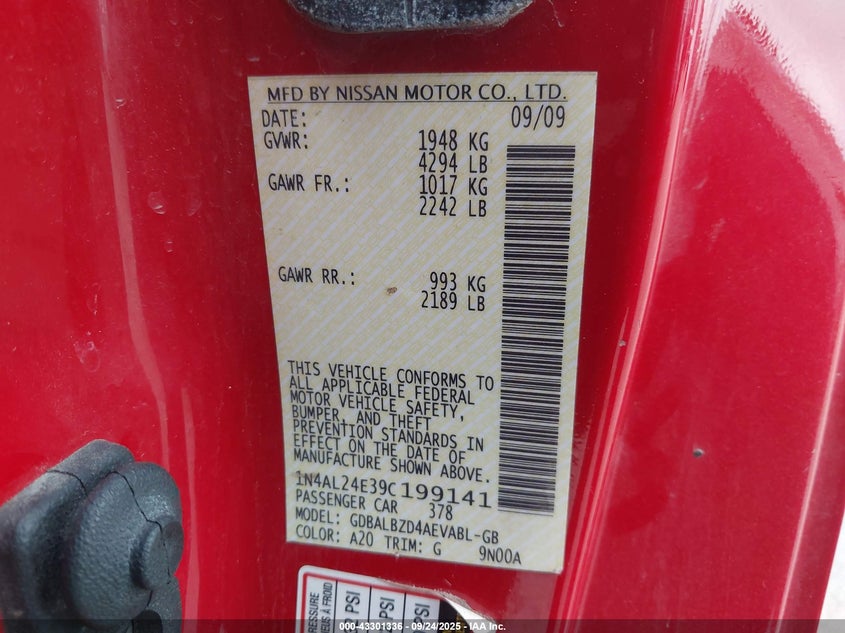 MFD BY NISSAN MOTOR CO., LTD.
DATE: 09/09
GVWR: 1948 KG
4294 LB
GAWR FR.: 1017 KG
2242 LB
GAWR RR.: 993 KG
2189 LB
THIS VEHICLE CONFORMS TO
ALL APPLICABLE FEDERAL
MOTOR VEHICLE SAFETY,
BUMPER, AND THEFT
PREVENTION STANDARDS IN
EFFECT ON THE DATE OF
MANUFACTURE SHOWN ABOVE.
1N4AL24E39C199141
PASSENGER CAR 378
MODEL: GDBALBZD4AEVABL-GB
COLOR: A20 TRIM: G 9N00A
PRESSURE
À FROID
PSI
PSI
PSI
000-43301336 - 09/24/2025 - IAA Inc.